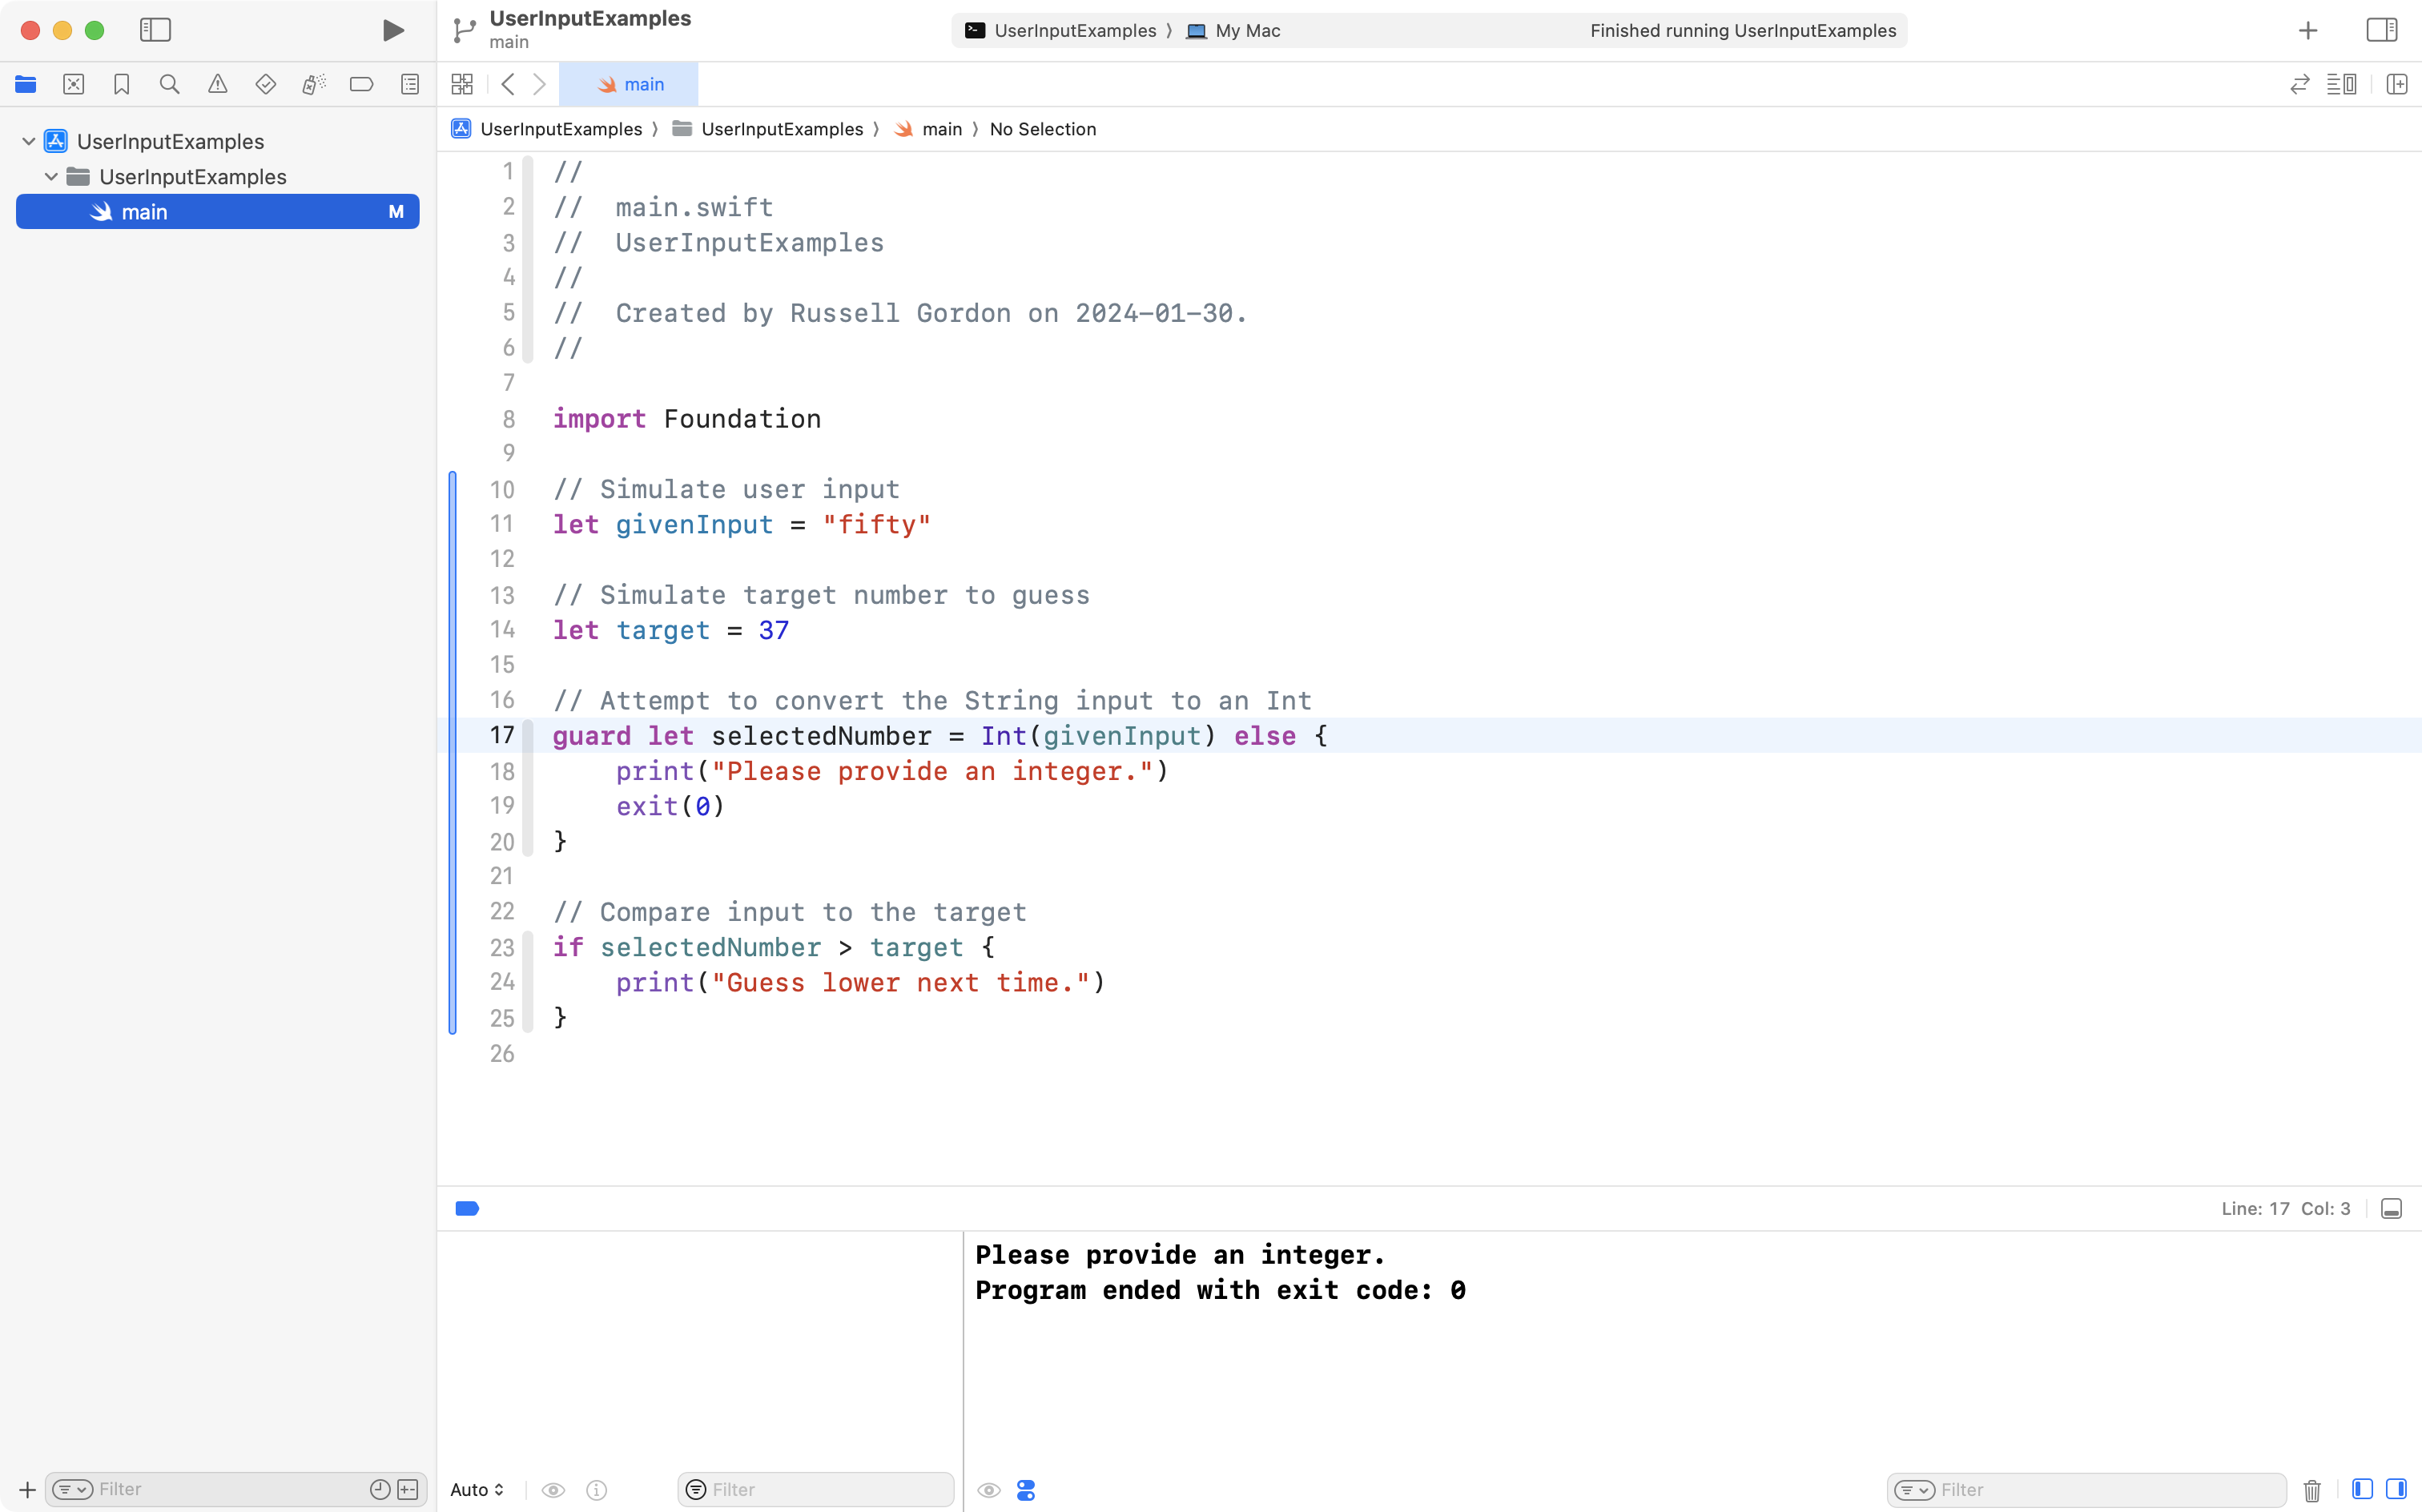 UserInputExamples
main
UserInputExamples 〉 My Mac
Finished running UserInputExamples
main
UserInputExamples 〉 UserInputExamples 〉 main 〉 No Selection
UserInputExamples
UserInputExamples
main M
1 //
2 //  main.swift
3 //  UserInputExamples
4 //
5 //  Created by Russell Gordon on 2024-01-30.
6 //
7
8 import Foundation
9
10 // Simulate user input
11 let givenInput = "fifty"
12
13 // Simulate target number to guess
14 let target = 37
15
16 // Attempt to convert the String input to an Int
17 guard let selectedNumber = Int(givenInput) else {
18     print("Please provide an integer.")
19     exit(0)
20 }
21
22 // Compare input to the target
23 if selectedNumber > target {
24     print("Guess lower next time.")
25 }
26
Line: 17 Col: 3
Please provide an integer.
Program ended with exit code: 0
Filter
Auto
Filter
Filter